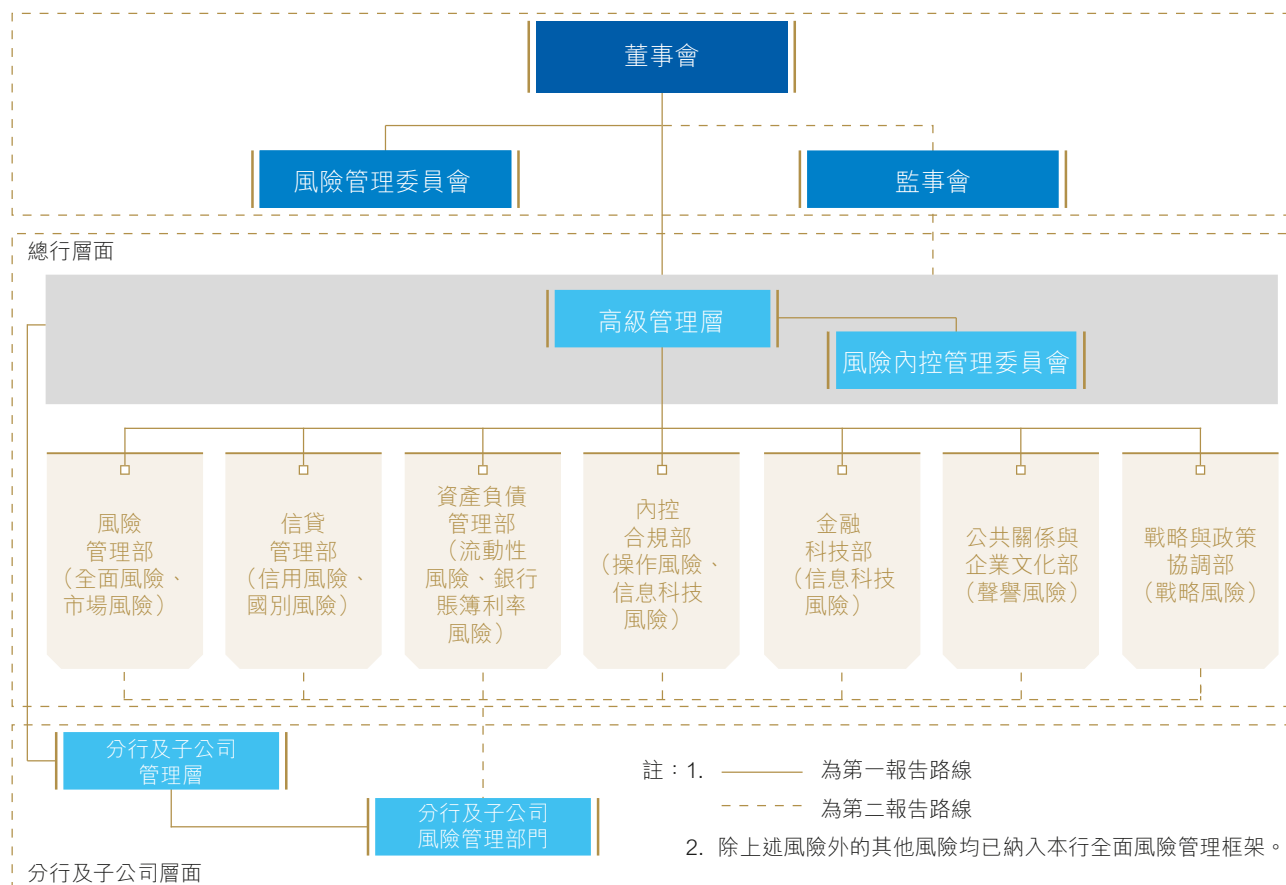 董事會
風險管理委員會
監事會
總行層面
高級管理層
風險內控管理委員會
風險
管理部
（全面風險、
市場風險）
信貸
管理部
（信用風險、
國別風險）
資產負債
管理部
（流動性
風險、銀行
賬簿利率
風險）
內控
合規部
（操作風險、
信息科技
風險）
金融
科技部
（信息科技
風險）
公共關係與
企業文化部
（聲譽風險）
戰略與政策
協調部
（戰略風險）
分行及子公司
管理層
分行及子公司
風險管理部門
分行及子公司層面
註：1. 為第一報告路線
為第二報告路線
2. 除上述風險外的其他風險均已納入本行全面風險管理框架。